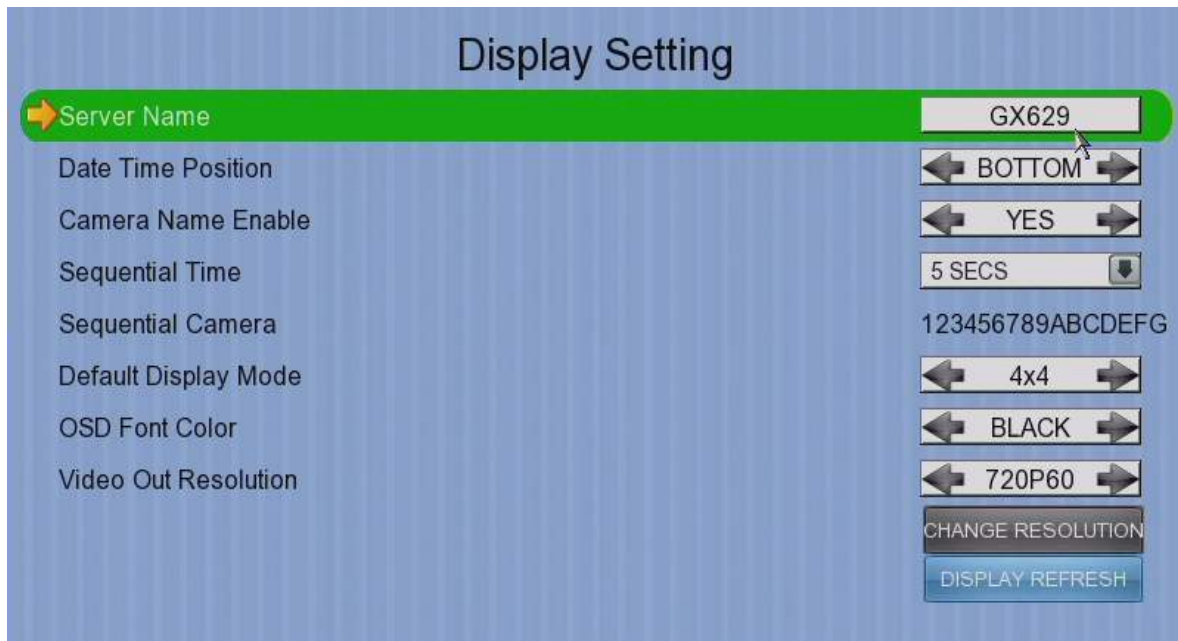 Display Setting
Server Name GX629
Date Time Position BOTTOM
Camera Name Enable YES
Sequential Time 5 SECS
Sequential Camera 123456789ABCDEFG
Default Display Mode 4x4
OSD Font Color BLACK
Video Out Resolution 720P60
CHANGE RESOLUTION
DISPLAY REFRESH